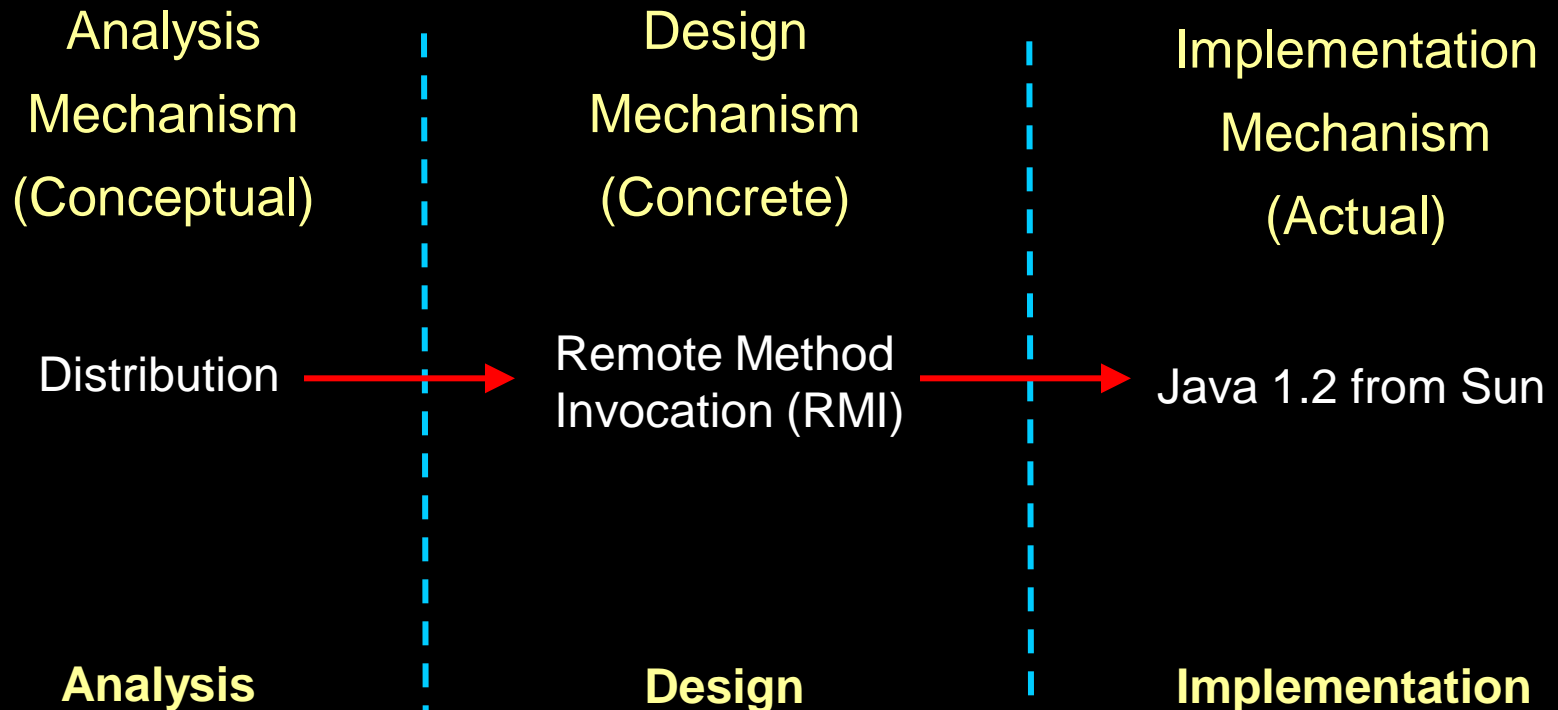 Analysis
Mechanism
(Conceptual)
Design
Mechanism
(Concrete)
Implementation
Mechanism
(Actual)
Distribution
Remote Method
Invocation (RMI)
Java 1.2 from Sun
Analysis
Design
Implementation